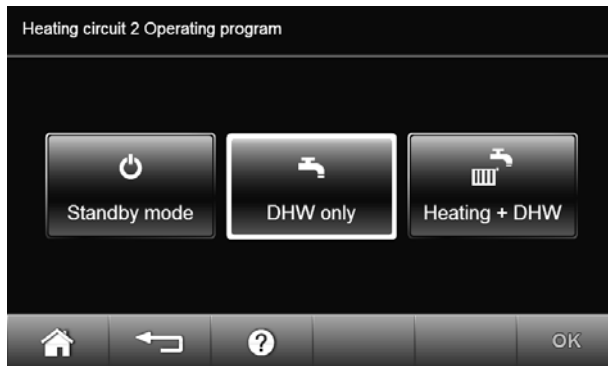 Heating circuit 2 Operating program
Standby mode
DHW only
Heating + DHW
?
OK